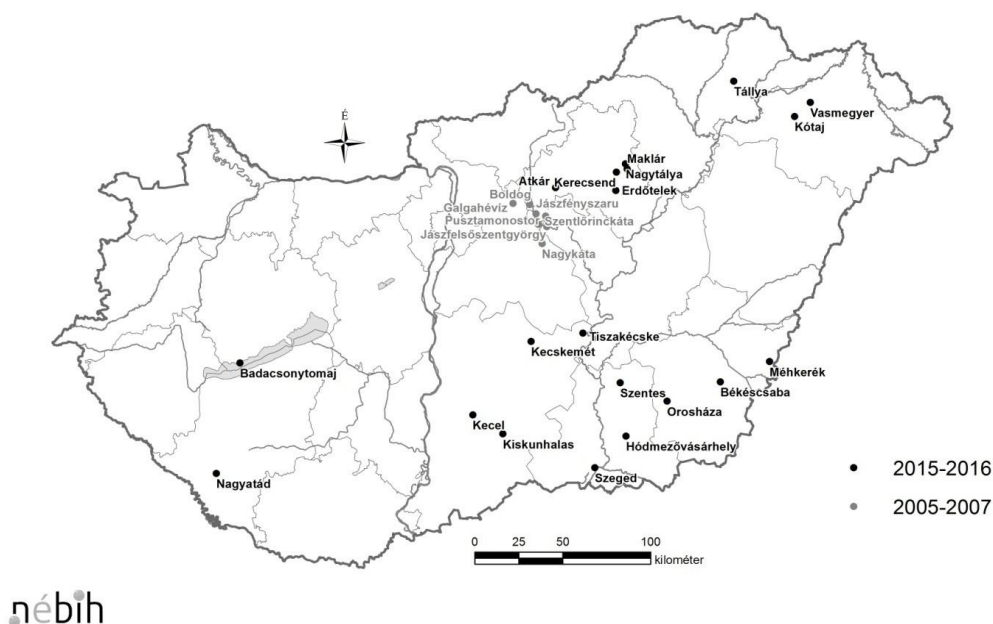 É
Tállya
Vasmegyer
Kótaj
Maklár
Nagytálya
Atkár Kerecsend
Erdőtelek
Boldog
Jászfényszaru
Galgahévíz
Pusztamonostor
Szentlőrinckáta
Jászfelsőszentgyörgy
Nagykáta
Tiszakécske
Kecskemét
Badacsonytomaj
Méhkerék
Szentes
Békéscsaba
Orosháza
Kecel
Kiskunhalas
Hódmezővásárhely
Szeged
Nagyatád
2015-2016
2005-2007
0 25 50 100
kilométer
nébih